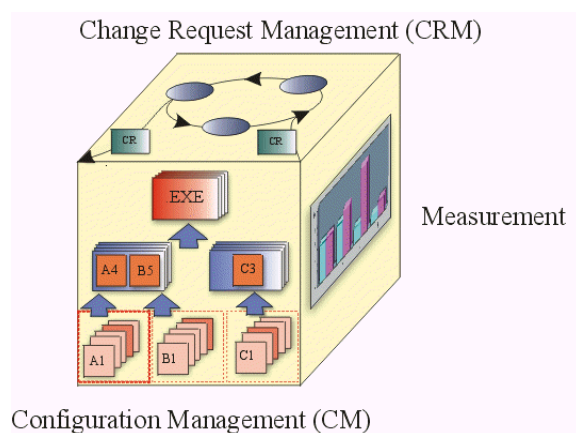 Change Request Management (CRM)
CR
CR
.EXE
Measurement
A4
B5
C3
A1
B1
C1
Configuration Management (CM)